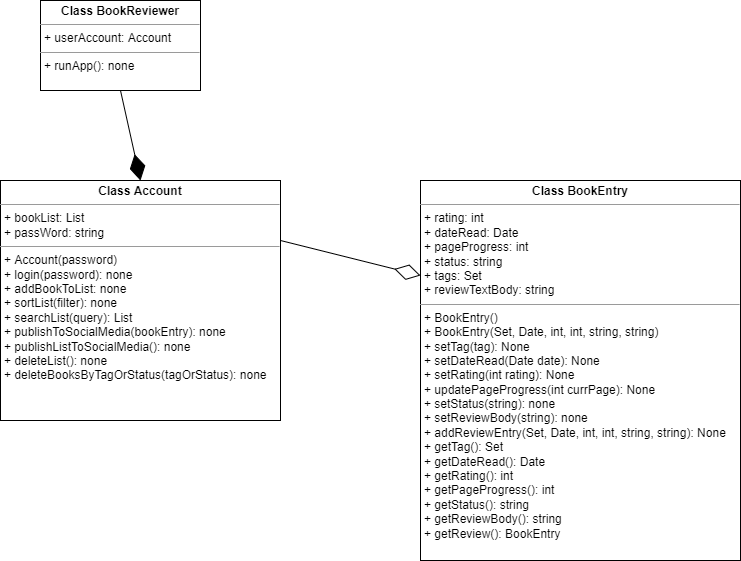 Class BookReviewer
+ userAccount: Account
+ runApp(): none
Class Account
+ bookList: List
+ passWord: string
+ Account(password)
+ login(password): none
+ addBookToList: none
+ sortList(filter): none
+ searchList(query): List
+ publishToSocialMedia(bookEntry): none
+ publishListToSocialMedia(): none
+ deleteList(): none
+ deleteBooksByTagOrStatus(tagOrStatus): none
Class BookEntry
+ rating: int
+ dateRead: Date
+ pageProgress: int
+ status: string
+ tags: Set
+ reviewTextBody: string
+ BookEntry()
+ BookEntry(Set, Date, int, int, string, string)
+ setTag(tag): None
+ setDateRead(Date date): None
+ setRating(int rating): None
+ updatePageProgress(int currPage): None
+ setStatus(string): none
+ setReviewBody(string): none
+ addReviewEntry(Set, Date, int, int, string, string): None
+ getTag(): Set
+ getDateRead(): Date
+ getRating(): int
+ getPageProgress(): int
+ getStatus(): string
+ getReviewBody(): string
+ getReview(): BookEntry